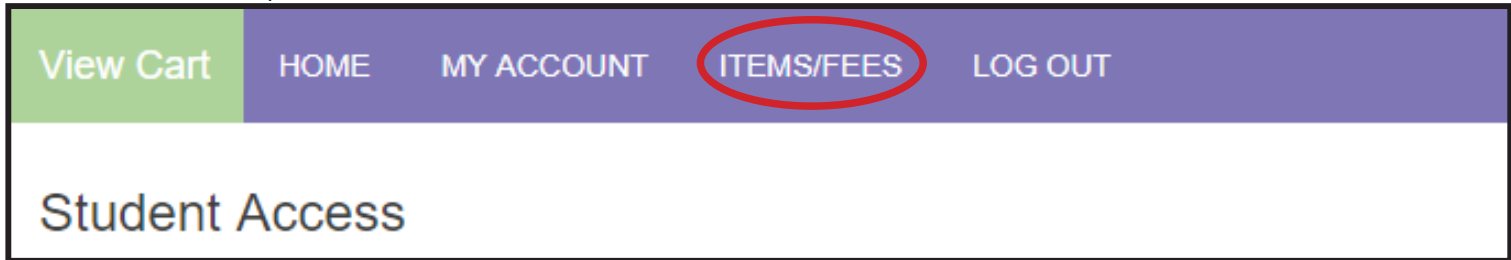 View Cart HOME MY ACCOUNT ITEMS/FEES LOG OUT
Student Access